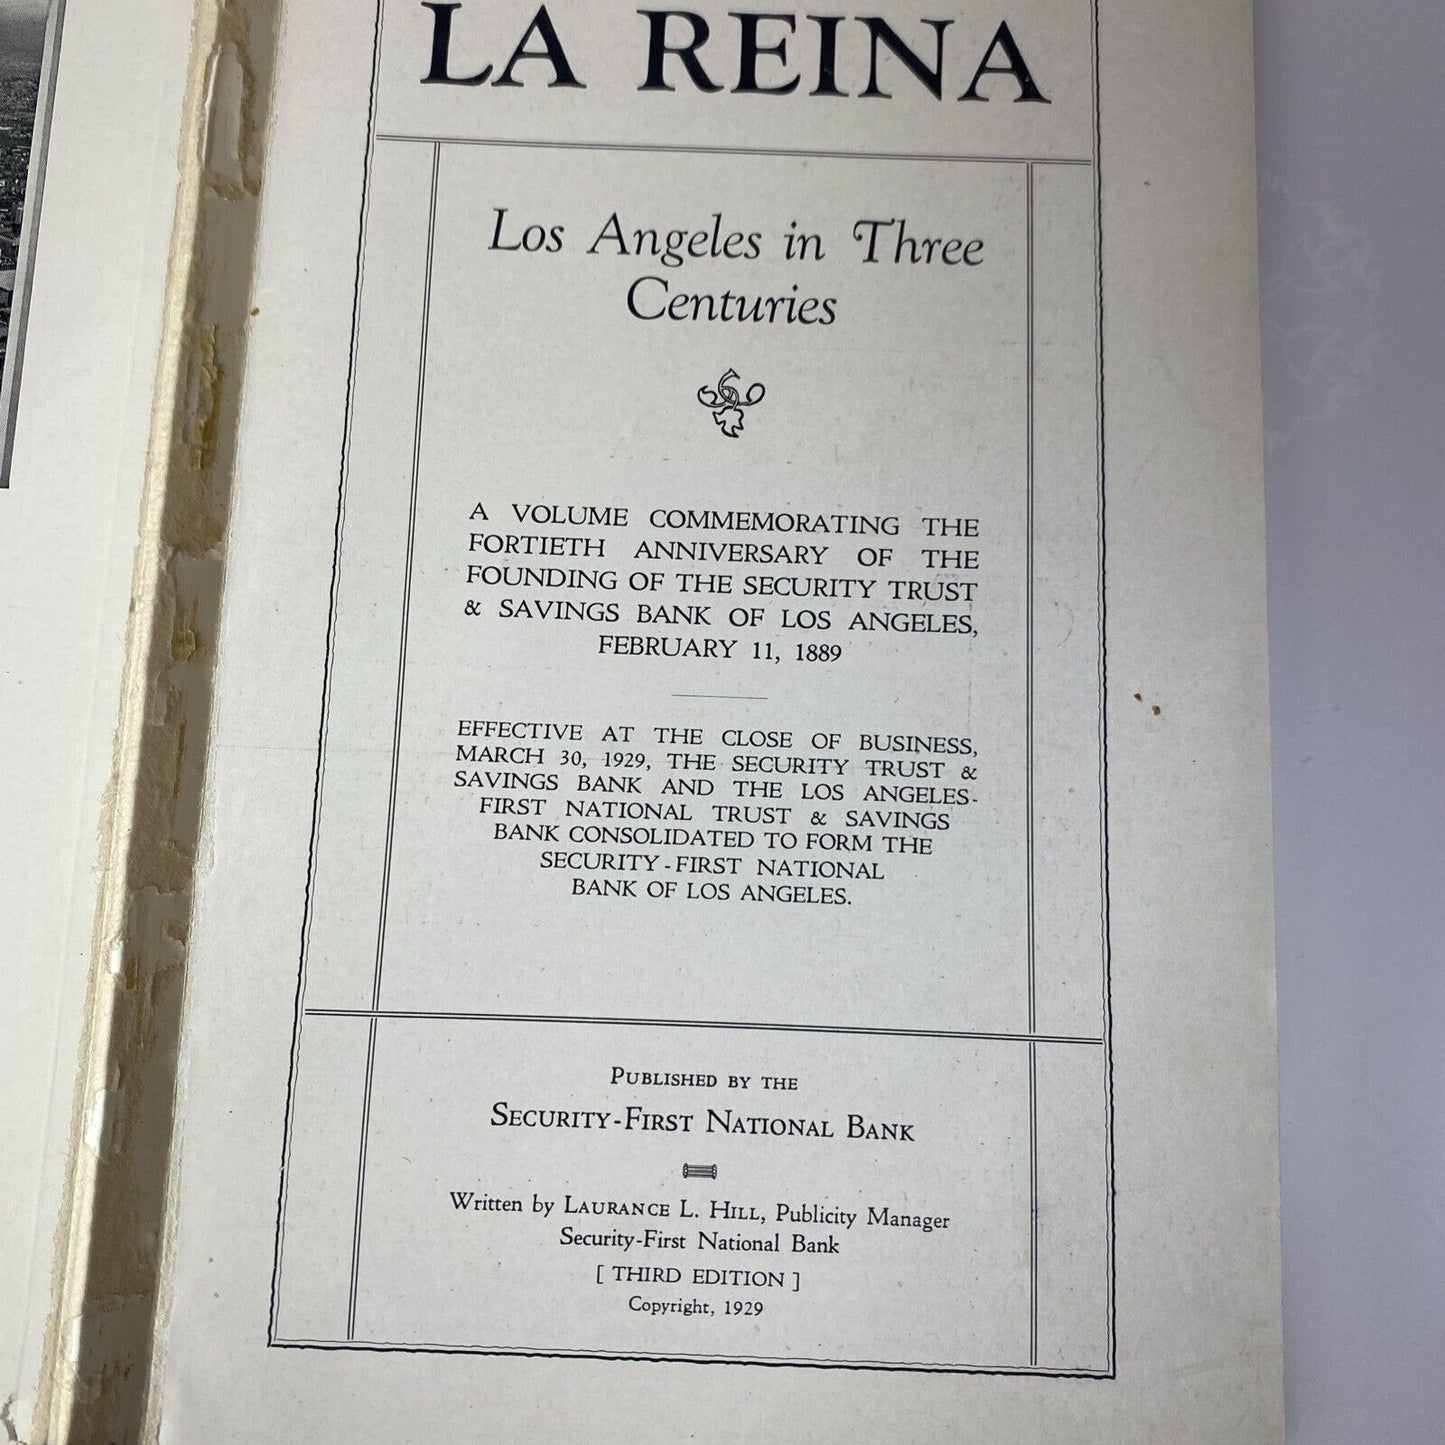 LA REINA
Los Angeles in Three
Centuries
A VOLUME COMMEMORATING THE
FORTIETH ANNIVERSARY OF THE
FOUNDING OF THE SECURITY TRUST
& SAVINGS BANK OF LOS ANGELES,
FEBRUARY 11, 1889
EFFECTIVE AT THE CLOSE OF BUSINESS,
MARCH 30, 1929, THE SECURITY TRUST &
SAVINGS BANK AND THE LOS ANGELES-
FIRST NATIONAL TRUST & SAVINGS
BANK CONSOLIDATED TO FORM THE
SECURITY-FIRST NATIONAL
BANK OF LOS ANGELES.
PUBLISHED BY THE
SECURITY-FIRST NATIONAL BANK
Written by LAURANCE L. HILL, Publicity Manager
Security-First National Bank
[ THIRD EDITION ]
Copyright, 1929